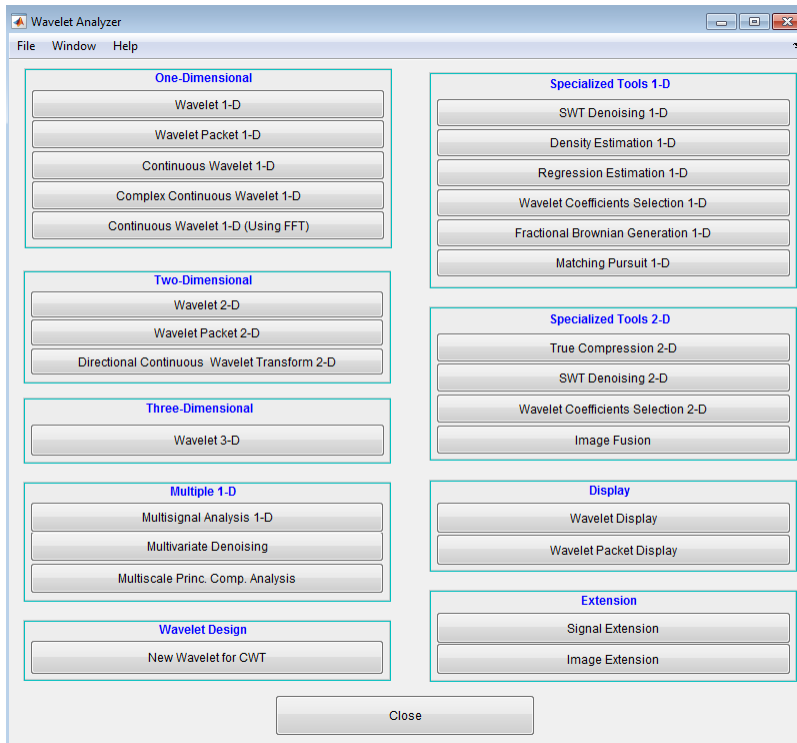 Wavelet Analyzer
File Window Help
One-Dimensional
Wavelet 1-D
Wavelet Packet 1-D
Continuous Wavelet 1-D
Complex Continuous Wavelet 1-D
Continuous Wavelet 1-D (Using FFT)
Two-Dimensional
Wavelet 2-D
Wavelet Packet 2-D
Directional Continuous Wavelet Transform 2-D
Three-Dimensional
Wavelet 3-D
Multiple 1-D
Multisignal Analysis 1-D
Multivariate Denoising
Multiscale Princ. Comp. Analysis
Wavelet Design
New Wavelet for CWT
Specialized Tools 1-D
SWT Denoising 1-D
Density Estimation 1-D
Regression Estimation 1-D
Wavelet Coefficients Selection 1-D
Fractional Brownian Generation 1-D
Matching Pursuit 1-D
Specialized Tools 2-D
True Compression 2-D
SWT Denoising 2-D
Wavelet Coefficients Selection 2-D
Image Fusion
Display
Wavelet Display
Wavelet Packet Display
Extension
Signal Extension
Image Extension
Close